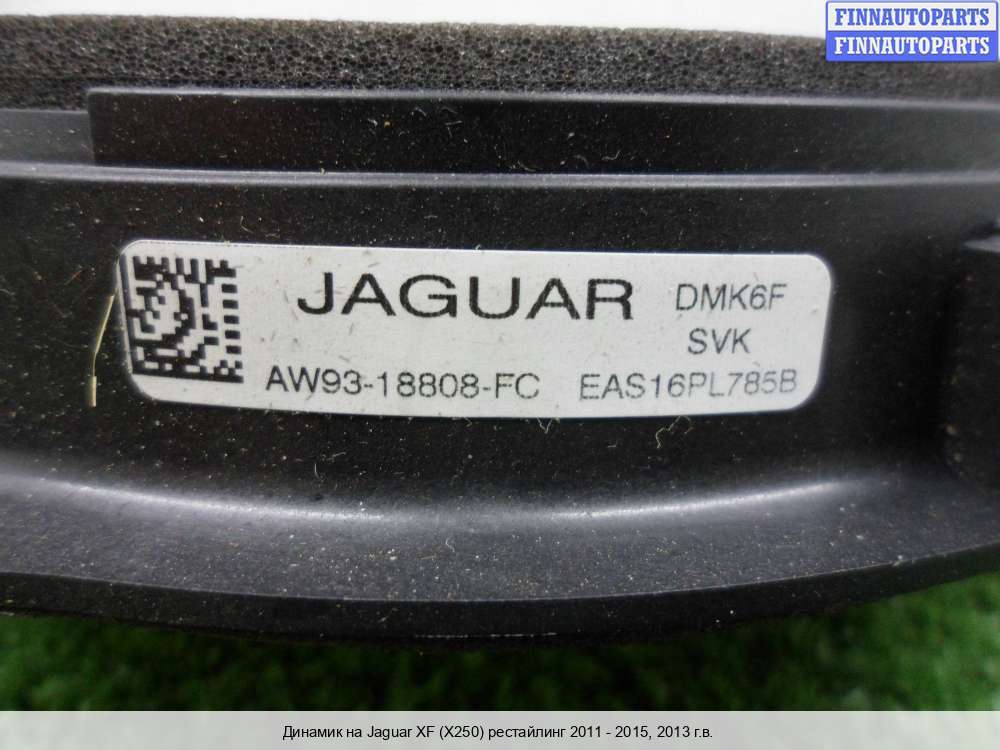 FINNAUTOPARTS
FINNAUTOPARTS
JAGUAR DMK6F
SVK
AW93-18808-FC EAS16PL785B
Динамик на Jaguar XF (X250) рестайлинг 2011 - 2015, 2013 г.в.